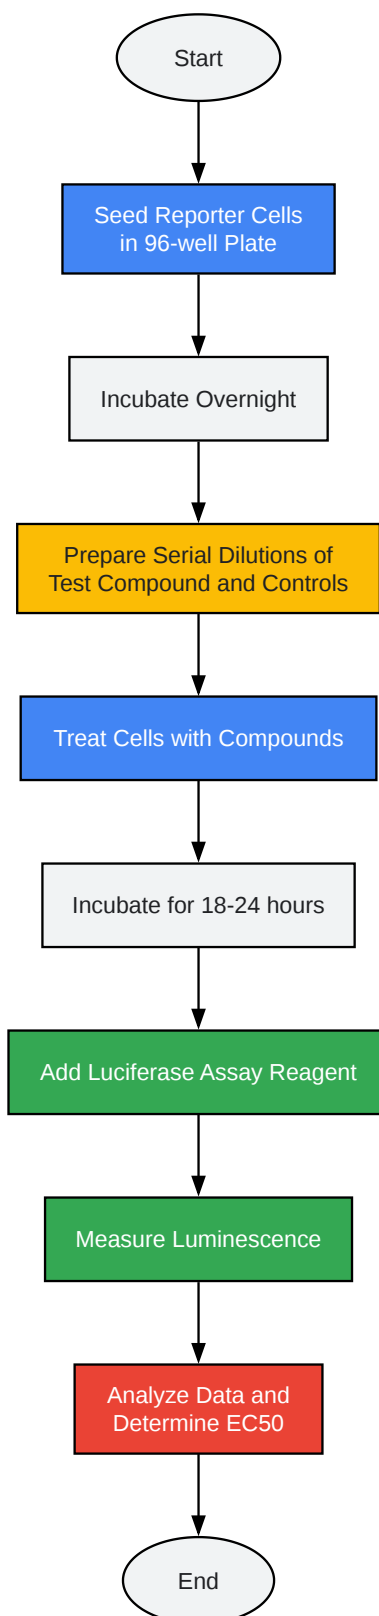 Start
Seed Reporter Cells
in 96-well Plate
Incubate Overnight
Prepare Serial Dilutions of
Test Compound and Controls
Treat Cells with Compounds
Incubate for 18-24 hours
Add Luciferase Assay Reagent
Measure Luminescence
Analyze Data and
Determine EC50
End